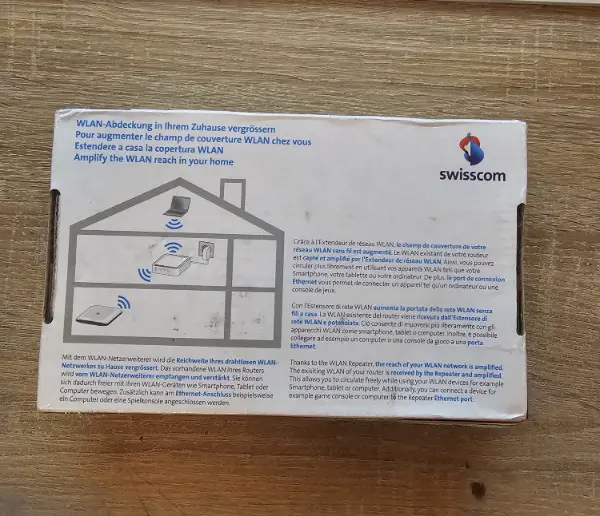 WLAN-Abdeckung in Ihrem Zuhause vergrössern
Pour augmenter le champ de couverture WLAN chez vous
Estendere a casa la copertura WLAN
Amplify the WLAN reach in your home
swisscom
Grâce à l'Extendeur de réseau WLAN, le champ de couverture de votre
réseau WLAN sans fil est augmenté. Le WLAN existant de votre routeur
est capté et amplifié par l'Extendeur de réseau WLAN. Ainsi, vous pouvez
circuler plus librement en utilisant vos appareils WLAN tels que votre
Smartphone, votre tablette ou votre ordinateur. De plus, le port de connexion
Ethernet vous permet de connecter un appareil tel qu'un ordinateur ou une
console de jeux.
Con l'Estensore di rete WLAN aumenta la portata della rete WLAN senza
fili a casa. La WLAN esistente del router viene ricevuta dall'Estensore di
rete WLAN e potenziata. Ciò consente di muoversi più liberamente con gli
apparecchi WLAN come smartphone, tablet o computer. Inoltre, è possibile
collegare ad esempio un computer o una console da gioco a una porta
Ethernet.
Mit dem WLAN-Netzerweiterer wird die Reichweite Ihres drahtlosen WLAN-
Netzwerkes zu Hause vergrössert. Das vorhandene WLAN Ihres Routers
wird vom WLAN-Netzerweiterer empfangen und verstärkt. Sie können
sich dadurch freier mit Ihren WLAN-Geräten wie Smartphone, Tablet oder
Computer bewegen. Zusätzlich kann am Ethernet-Anschluss beispielsweise
ein Computer oder eine Spielkonsole angeschlossen werden.
Thanks to the WLAN Repeater, the reach of your WLAN network is amplified.
The exisiting WLAN of your router is received by the Repeater and amplified.
This allows you to circulate freely while using your WLAN devices for example
Smartphone, tablet or computer. Additionally, you can connect a device for
example game console or computer to the Repeater Ethernet port.